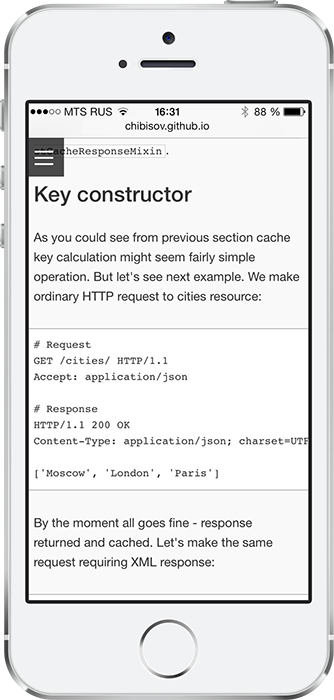 MTS RUS 16:31 88 %
chibisov.github.io
CacheResponseMixin.
Key constructor
As you could see from previous section cache
key calculation might seem fairly simple
operation. But let's see next example. We make
ordinary HTTP request to cities resource:
# Request
GET /cities/ HTTP/1.1
Accept: application/json
# Response
HTTP/1.1 200 OK
Content-Type: application/json; charset=UTF
['Moscow', 'London', 'Paris']
By the moment all goes fine - response
returned and cached. Let's make the same
request requiring XML response: